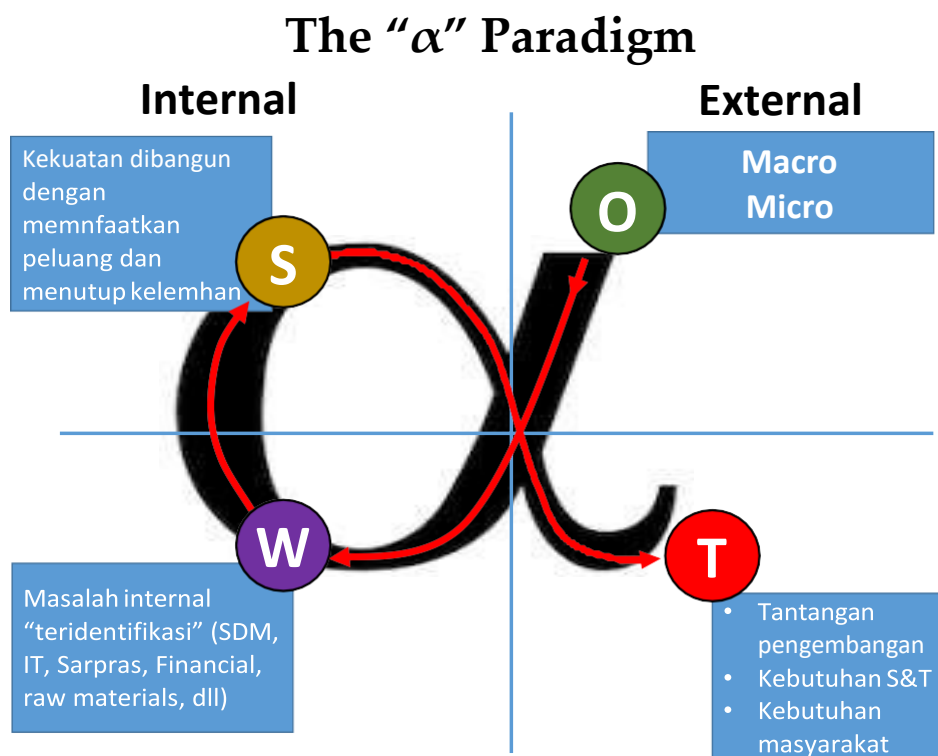 The “α” Paradigm
Internal
External
Kekuatan dibangun
dengan
memnfaatkan
peluang dan
menutup kelemhan
S
O
Macro
Micro
W
Masalah internal
“teridentifikasi” (SDM,
IT, Sarpras, Financial,
raw materials, dll)
T
• Tantangan
pengembangan
• Kebutuhan S&T
• Kebutuhan
masyarakat